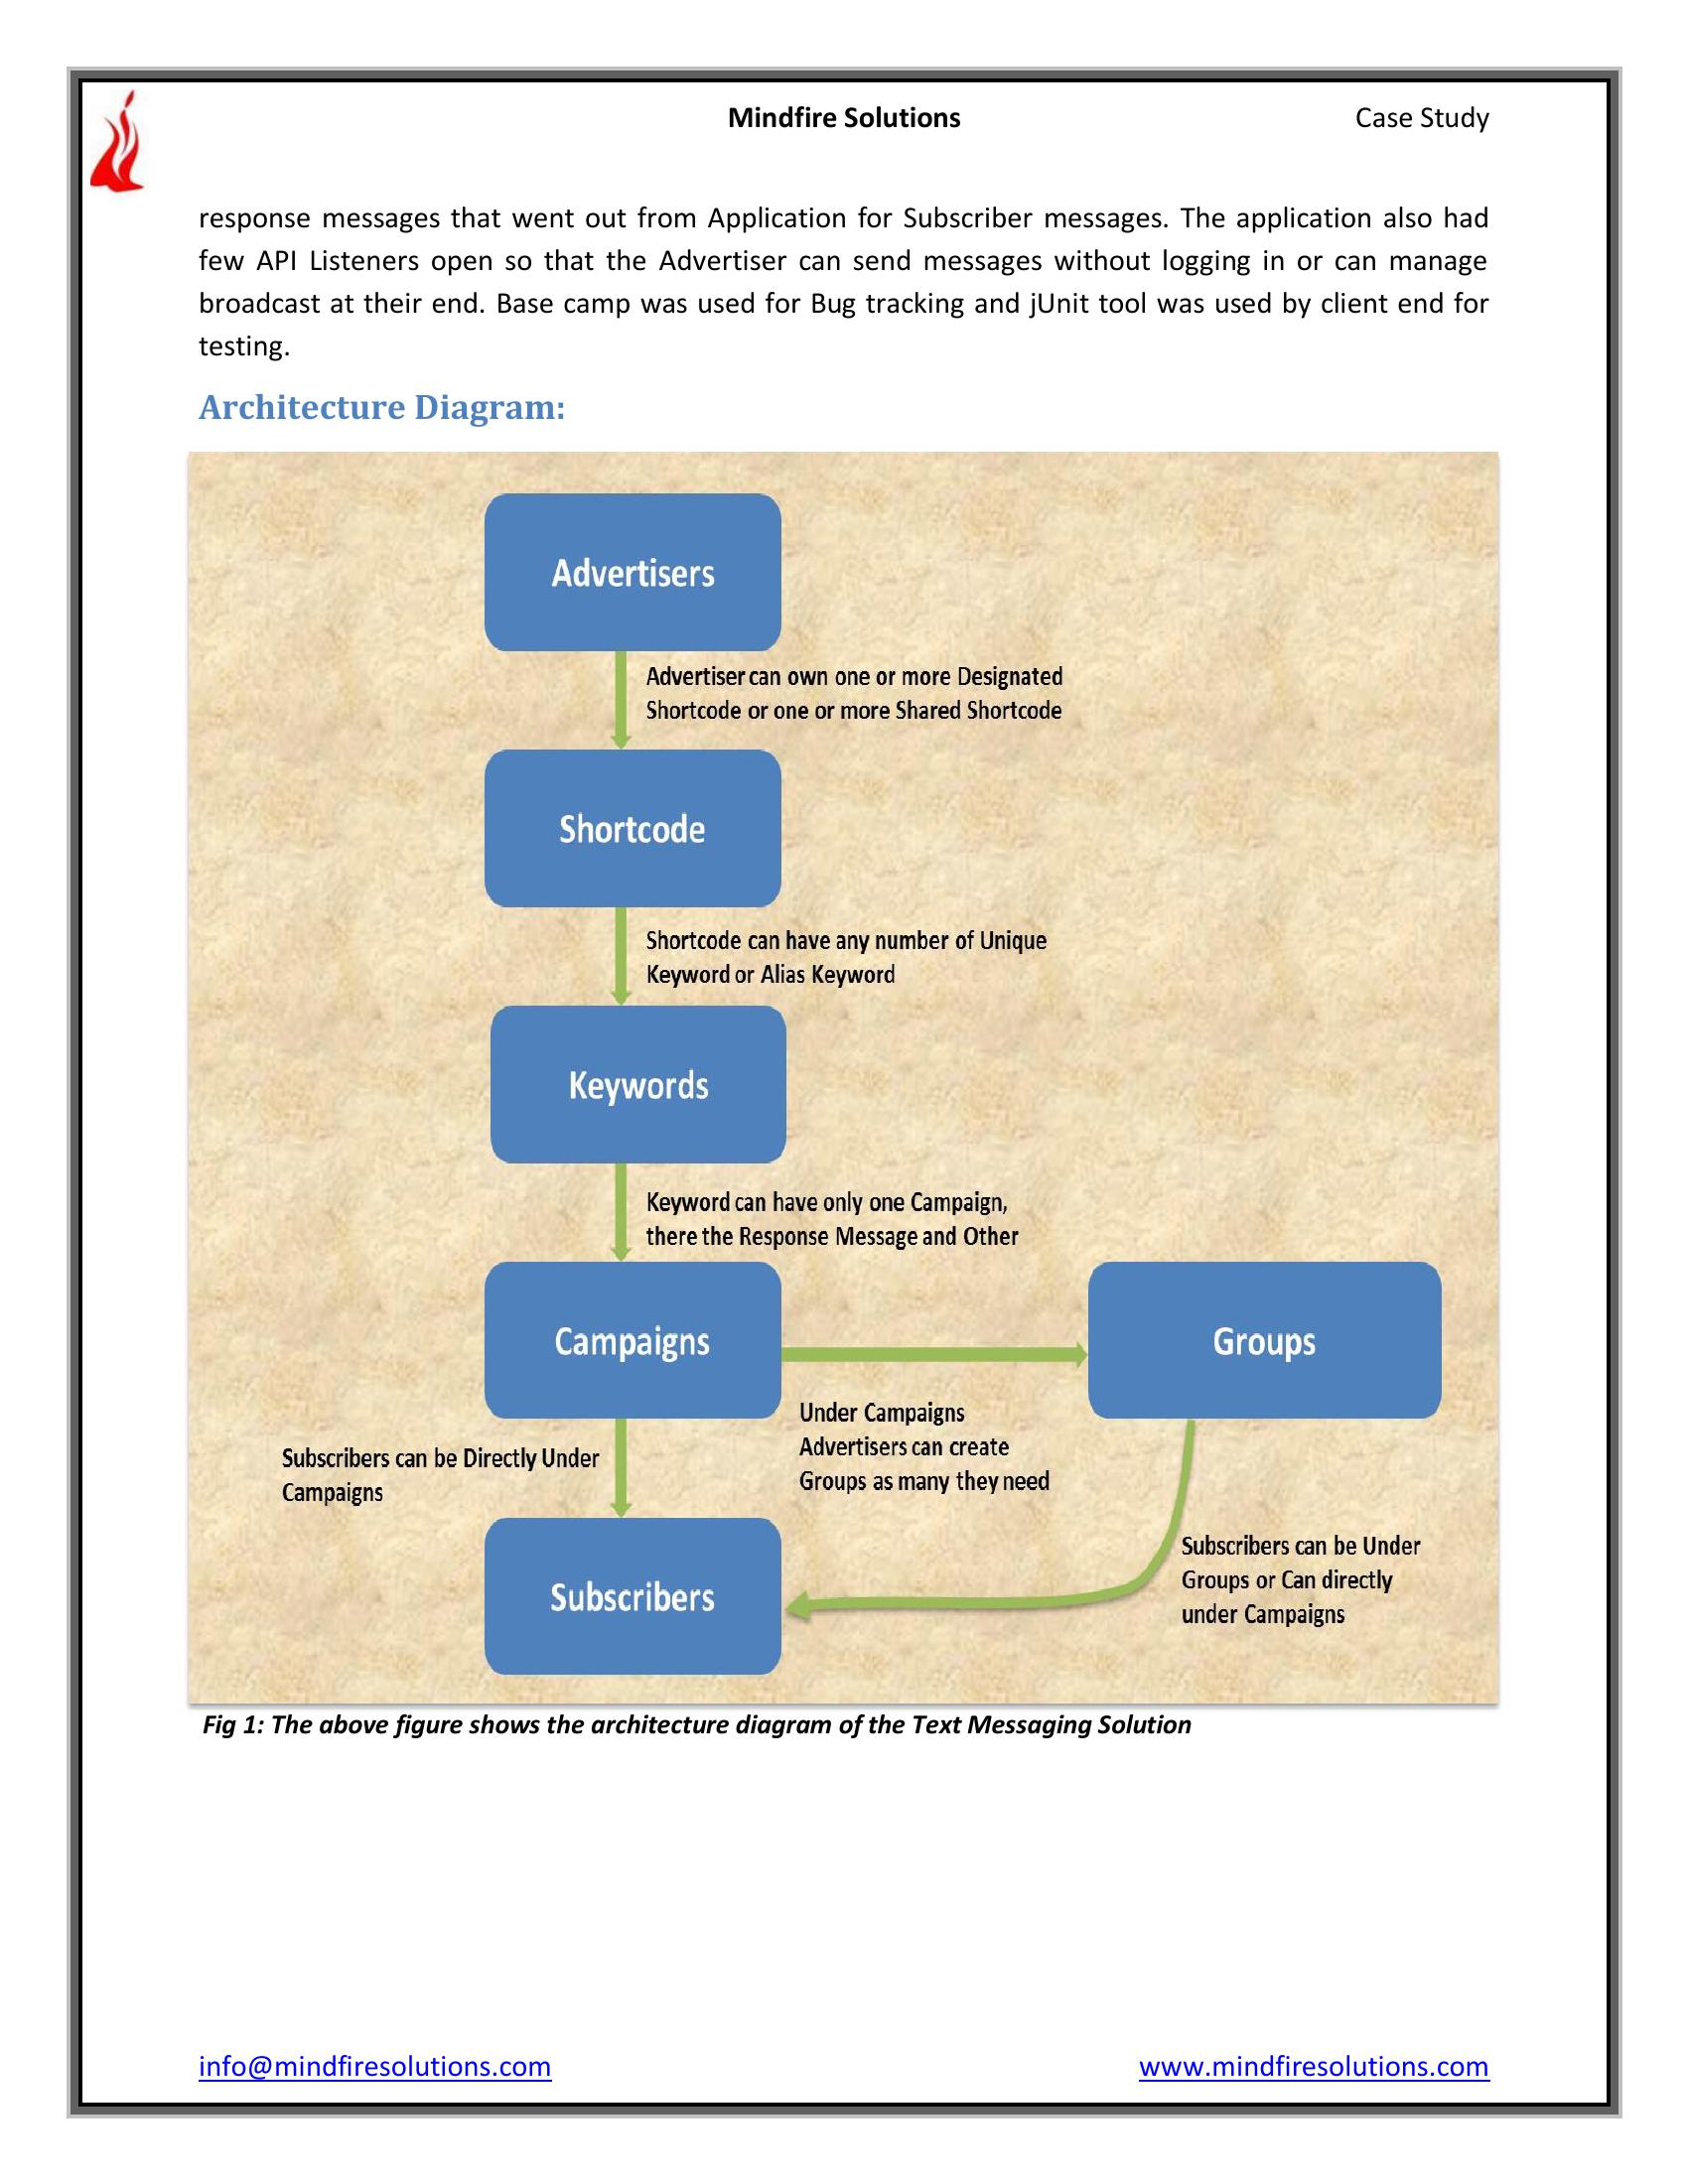 Mindfire Solutions
Case Study
response messages that went out from Application for Subscriber messages. The application also had
few API Listeners open so that the Advertiser can send messages without logging in or can manage
broadcast at their end. Base camp was used for Bug tracking and jUnit tool was used by client end for
testing.
Architecture Diagram:
Advertisers
Advertiser can own one or more Designated
Shortcode or one or more Shared Shortcode
Shortcode
Shortcode can have any number of Unique
Keyword or Alias Keyword
Keywords
Keyword can have only one Campaign,
there the Response Message and Other
Campaigns
Groups
Under Campaigns
Advertisers can create
Groups as many they need
Subscribers can be Directly Under
Campaigns
Subscribers can be Under
Groups or Can directly
under Campaigns
Subscribers
Fig 1: The above figure shows the architecture diagram of the Text Messaging Solution
info@mindfiresolutions.com
www.mindfiresolutions.com